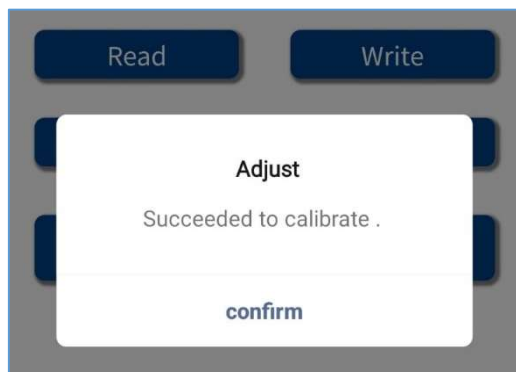 Read Write
Adjust
Succeeded to calibrate .
confirm